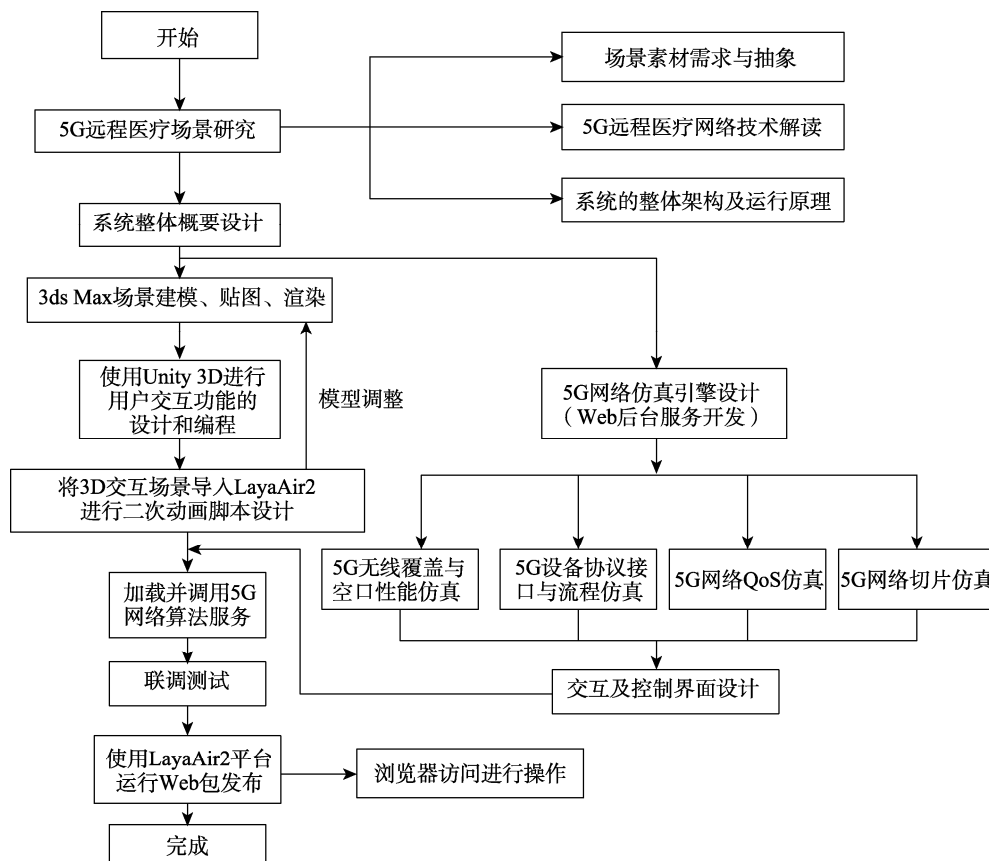 开始
场景素材需求与抽象
5G远程医疗场景研究
5G远程医疗网络技术解读
系统的整体架构及运行原理
系统整体概要设计
3ds Max场景建模、贴图、渲染
使用Unity 3D进行
用户交互功能的
设计和编程
模型调整
5G网络仿真引擎设计
（Web后台服务开发）
将3D交互场景导入LayaAir2
进行二次动画脚本设计
5G无线覆盖与
空口性能仿真
5G设备协议接
口与流程仿真
5G网络QoS仿真
5G网络切片仿真
加载并调用5G
网络算法服务
联调测试
交互及控制界面设计
使用LayaAir2平台
运行Web包发布
浏览器访问进行操作
完成